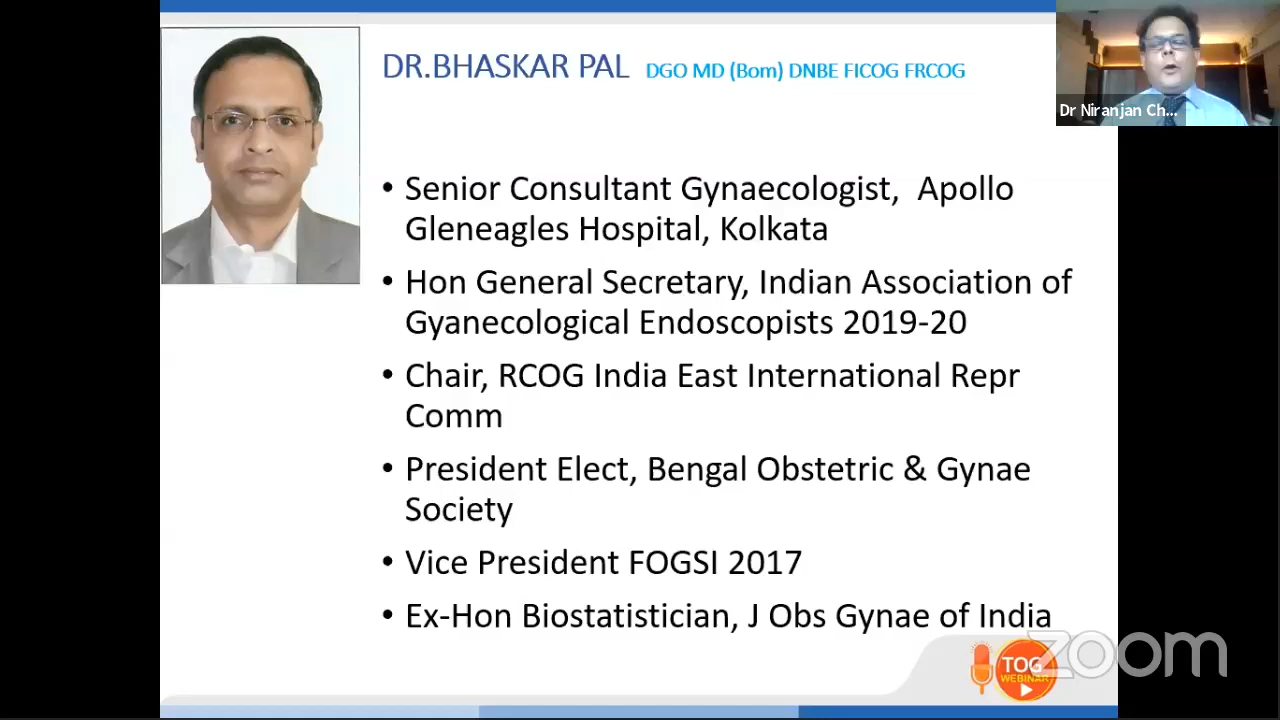 DR.BHASKAR PAL DGO MD (Bom) DNBE FICOG FRCOG
Dr Niranjan Ch...
• Senior Consultant Gynaecologist, Apollo
Gleneagles Hospital, Kolkata
• Hon General Secretary, Indian Association of
Gyanecological Endoscopists 2019-20
• Chair, RCOG India East International Repr
Comm
• President Elect, Bengal Obstetric & Gynae
Society
• Vice President FOGSI 2017
• Ex-Hon Biostatistician, J Obs Gynae of India
TOG
WEBINAR
zoom